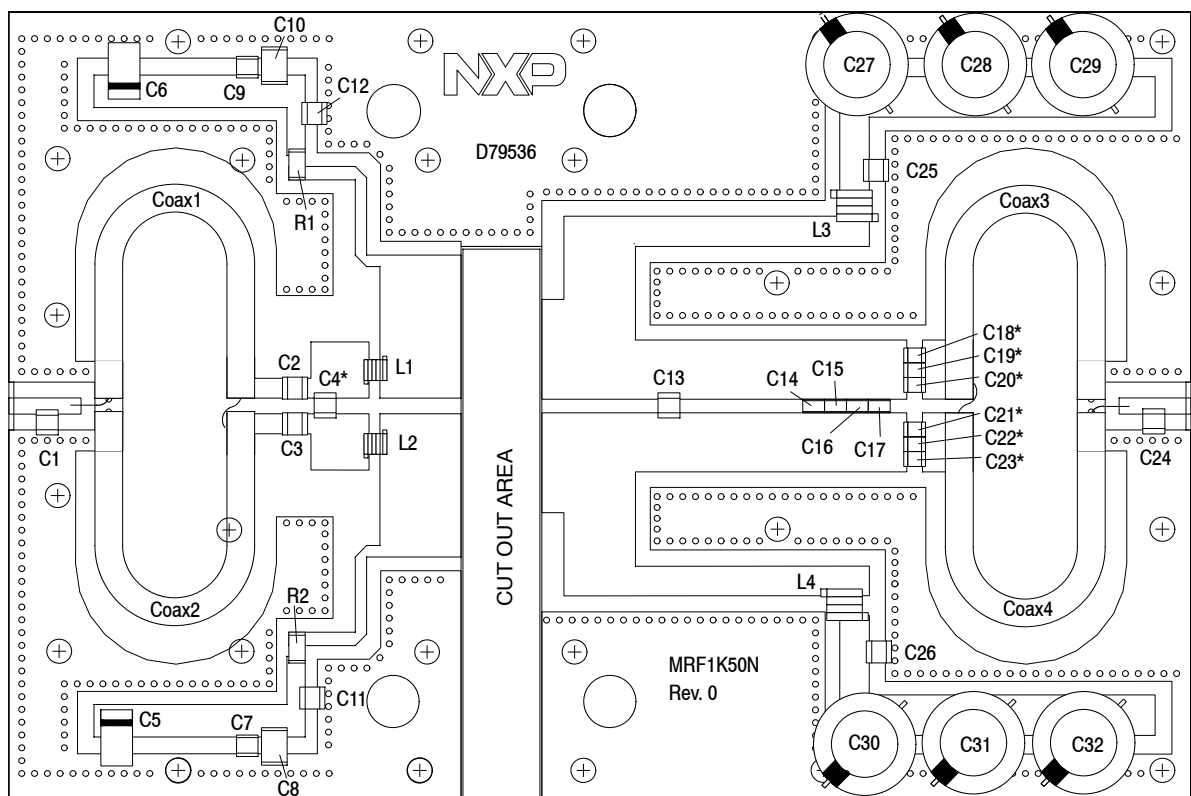 C10
C27
C28
C29
C6
C9
C12
NXP
D79536
C25
Coax1
R1
L3
Coax3
C2
C4*
L1
C13
C14
C15
C18*
C19*
C20*
C1
C3
L2
C16
C17
C21*
C22*
C23*
C24
CUT OUT AREA
Coax2
R2
L4
Coax4
C26
MRF1K50N
Rev. 0
C11
C5
C7
C8
C30
C31
C32